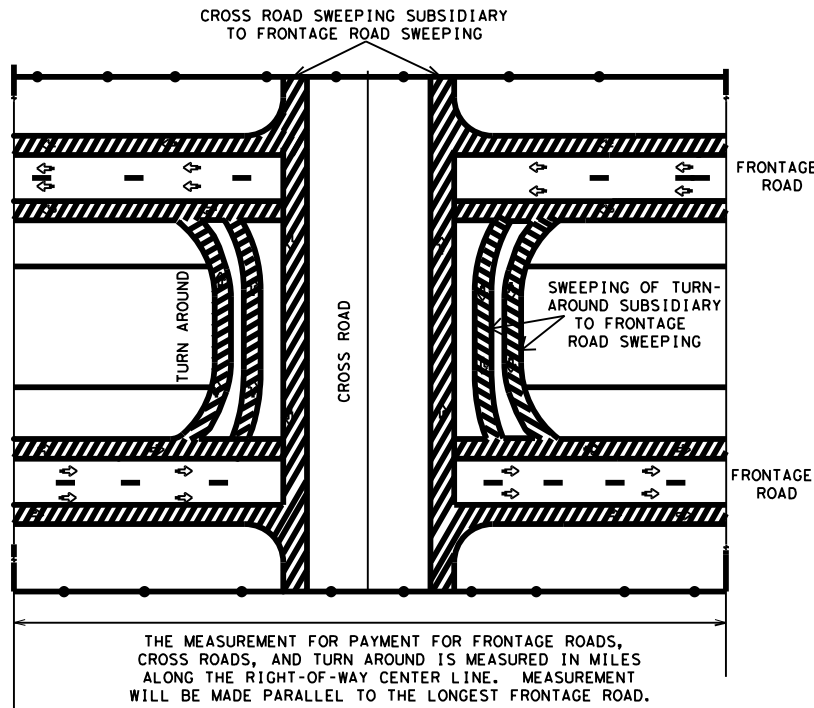 CROSS ROAD SWEEPING SUBSIDIARY
TO FRONTAGE ROAD SWEEPING
FRONTAGE
ROAD
TURN AROUND
CROSS ROAD
SWEEPING OF TURN-
AROUND SUBSIDIARY
TO FRONTAGE
ROAD SWEEPING
FRONTAGE
ROAD
THE MEASUREMENT FOR PAYMENT FOR FRONTAGE ROADS,
CROSS ROADS, AND TURN AROUND IS MEASURED IN MILES
ALONG THE RIGHT-OF-WAY CENTER LINE. MEASUREMENT
WILL BE MADE PARALLEL TO THE LONGEST FRONTAGE ROAD.